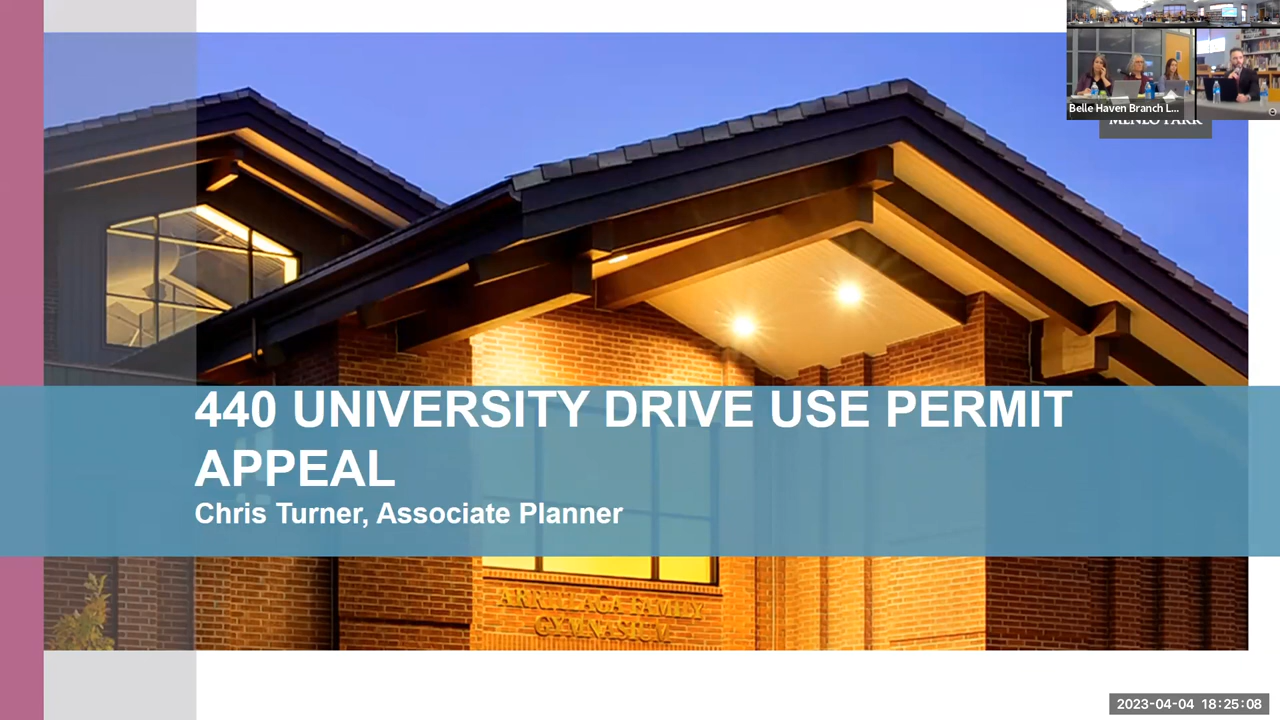 Belle Haven Branch L...
MENLO PARK
440 UNIVERSITY DRIVE USE PERMIT
APPEAL
Chris Turner, Associate Planner
ARRILLAGA FAMILY
GYMNASIUM
2023-04-04 18:25:08